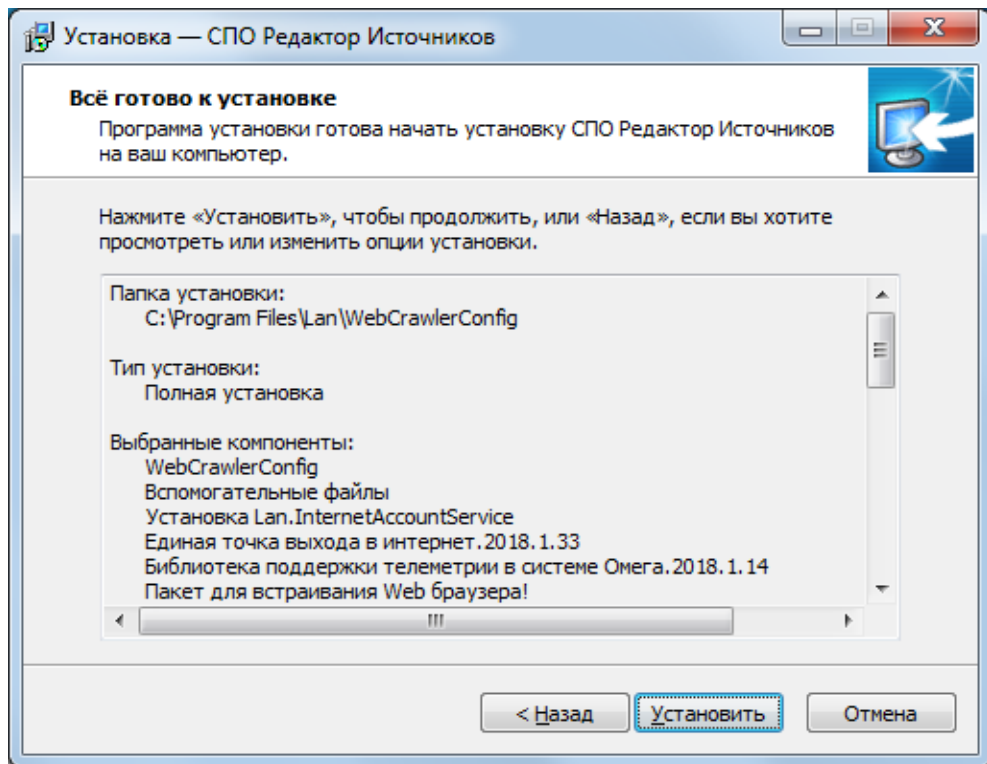 Установка — СПО Редактор Источников
Всё готово к установке
Программа установки готова начать установку СПО Редактор Источников
на ваш компьютер.
Нажмите «Установить», чтобы продолжить, или «Назад», если вы хотите
просмотреть или изменить опции установки.
Папка установки:
C:\Program Files\Lan\WebCrawlerConfig
Тип установки:
Полная установка
Выбранные компоненты:
WebCrawlerConfig
Вспомогательные файлы
Установка Lan.InternetAccountService
Единая точка выхода в интернет.2018.1.33
Библиотека поддержки телеметрии в системе Омега.2018.1.14
Пакет для встраивания Web браузера!
< Назад Установить Отмена